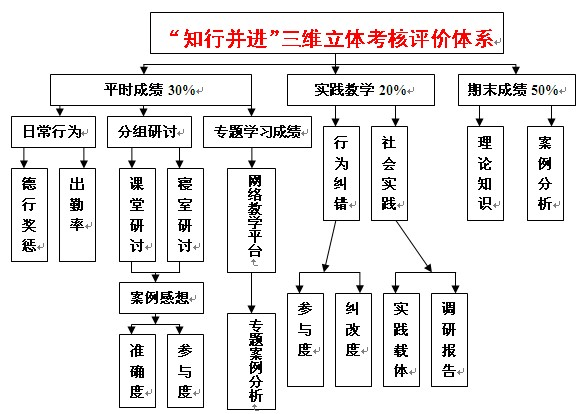 “知行并进”三维立体考核评价体系
平时成绩 30%
实践教学 20%
期末成绩 50%
日常行为
分组研讨
专题学习成绩
德行奖惩
出勤率
课堂研讨
寝室研讨
网络教学平台
行为纠错
社会实践
理论知识
案例分析
案例感想
准确度
参与度
专题案例分析
参与度
纠改度
实践载体
调研报告